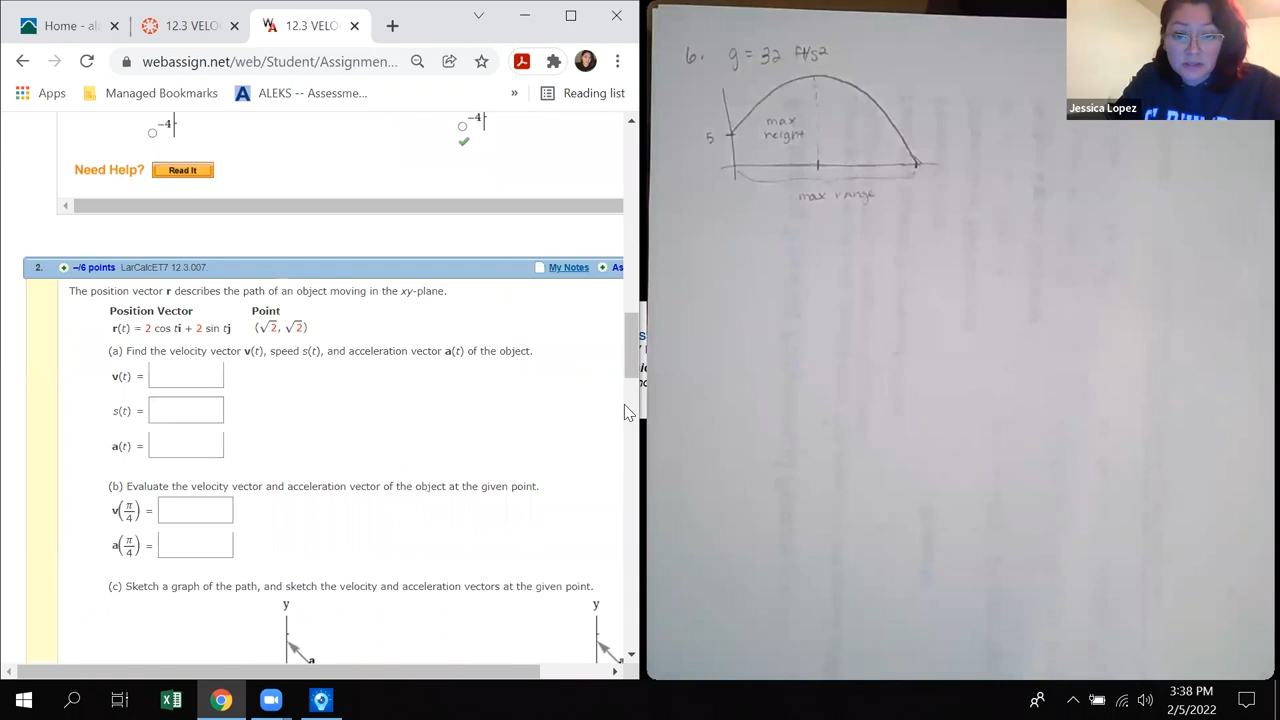 Home - al
12.3 VELO
12.3 VELO
webassign.net/web/Student/Assignmen...
Apps
Managed Bookmarks
ALEKS -- Assessme...
»
Reading list
-4
-4
Need Help?
Read It
2.
–/6 points
LarCalcET7 12.3.007.
My Notes
As
The position vector r describes the path of an object moving in the xy-plane.
Position Vector
Point
r(t) = 2 cos ti + 2 sin tj
(√2, √2)
(a) Find the velocity vector v(t), speed s(t), and acceleration vector a(t) of the object.
v(t) =
s(t) =
a(t) =
(b) Evaluate the velocity vector and acceleration vector of the object at the given point.
v(π/4) =
a(π/4) =
(c) Sketch a graph of the path, and sketch the velocity and acceleration vectors at the given point.
y
y
a
6. g = 32 ft/s²
max
height
5
max range
Jessica Lopez
3:38 PM
2/5/2022